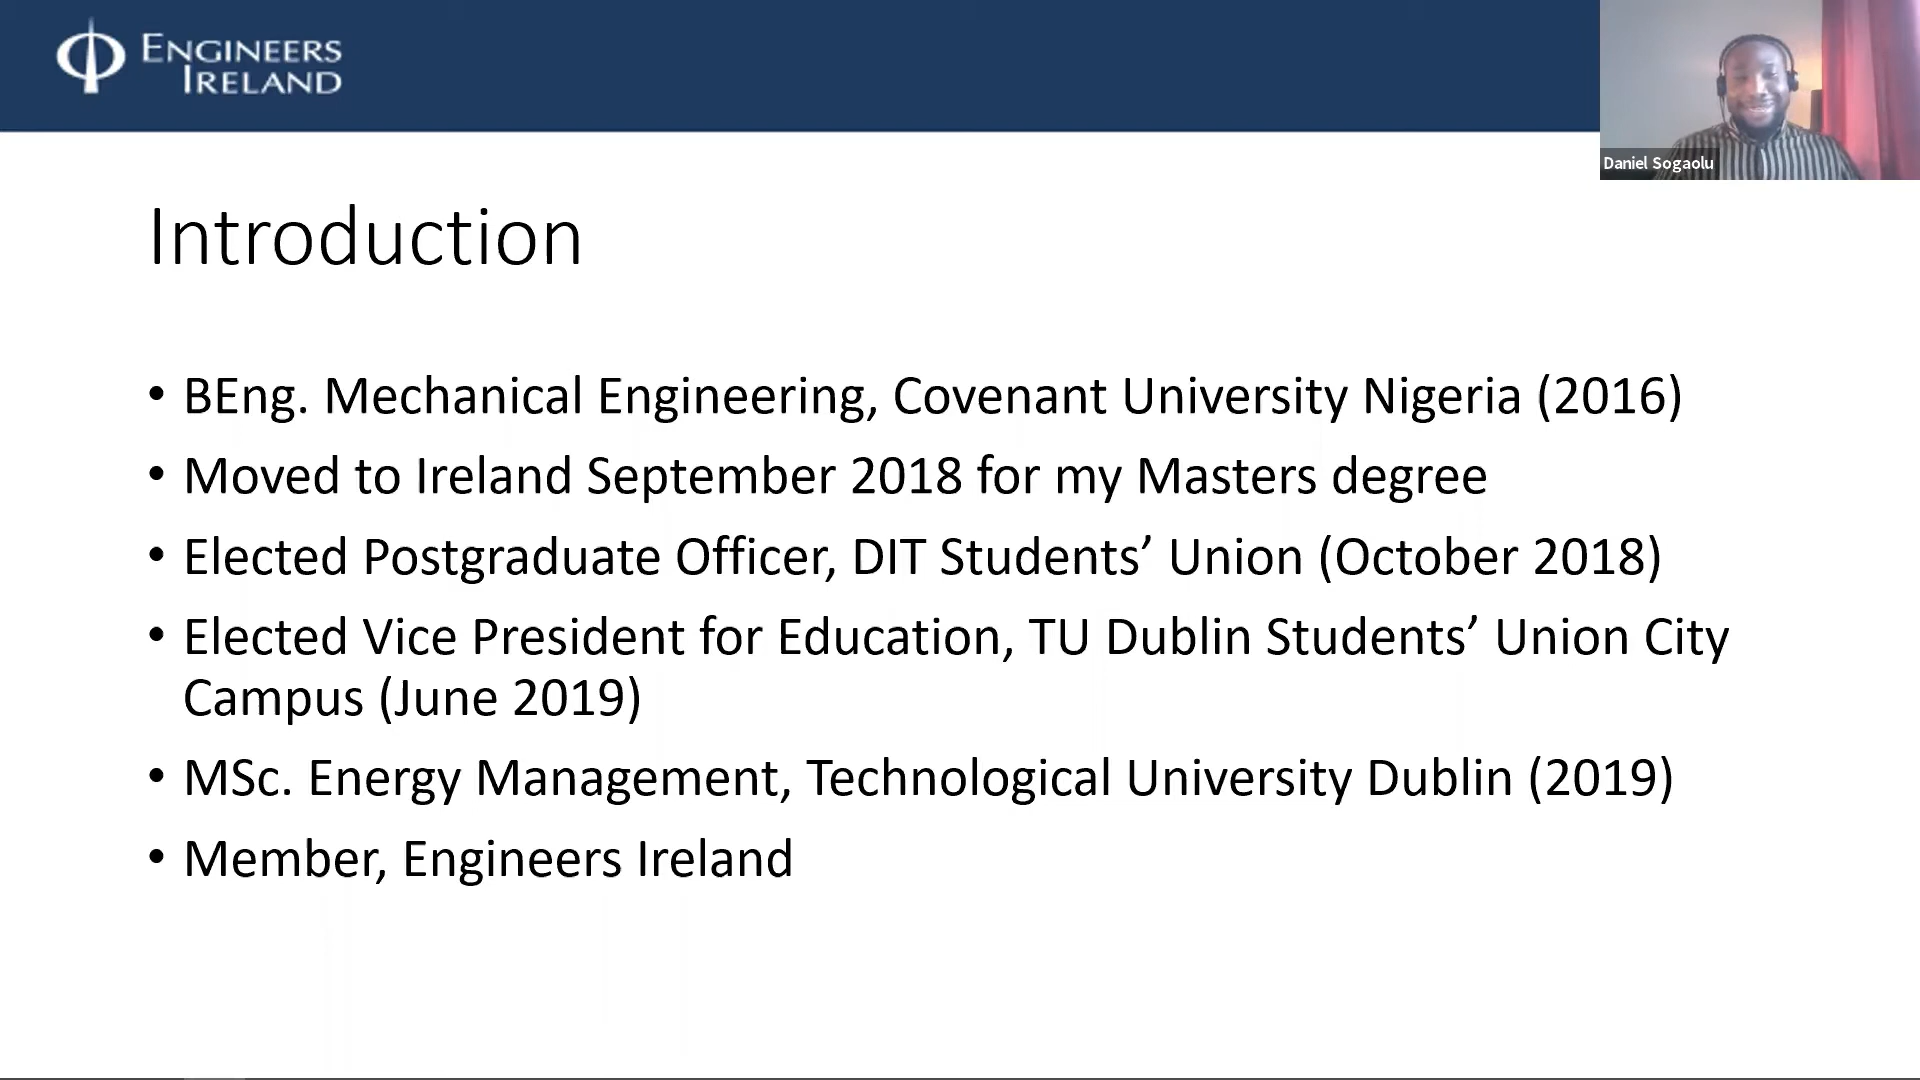 ENGINEERS
IRELAND
Daniel Sogaolu
Introduction
• BEng. Mechanical Engineering, Covenant University Nigeria (2016)
• Moved to Ireland September 2018 for my Masters degree
• Elected Postgraduate Officer, DIT Students’ Union (October 2018)
• Elected Vice President for Education, TU Dublin Students’ Union City
Campus (June 2019)
• MSc. Energy Management, Technological University Dublin (2019)
• Member, Engineers Ireland